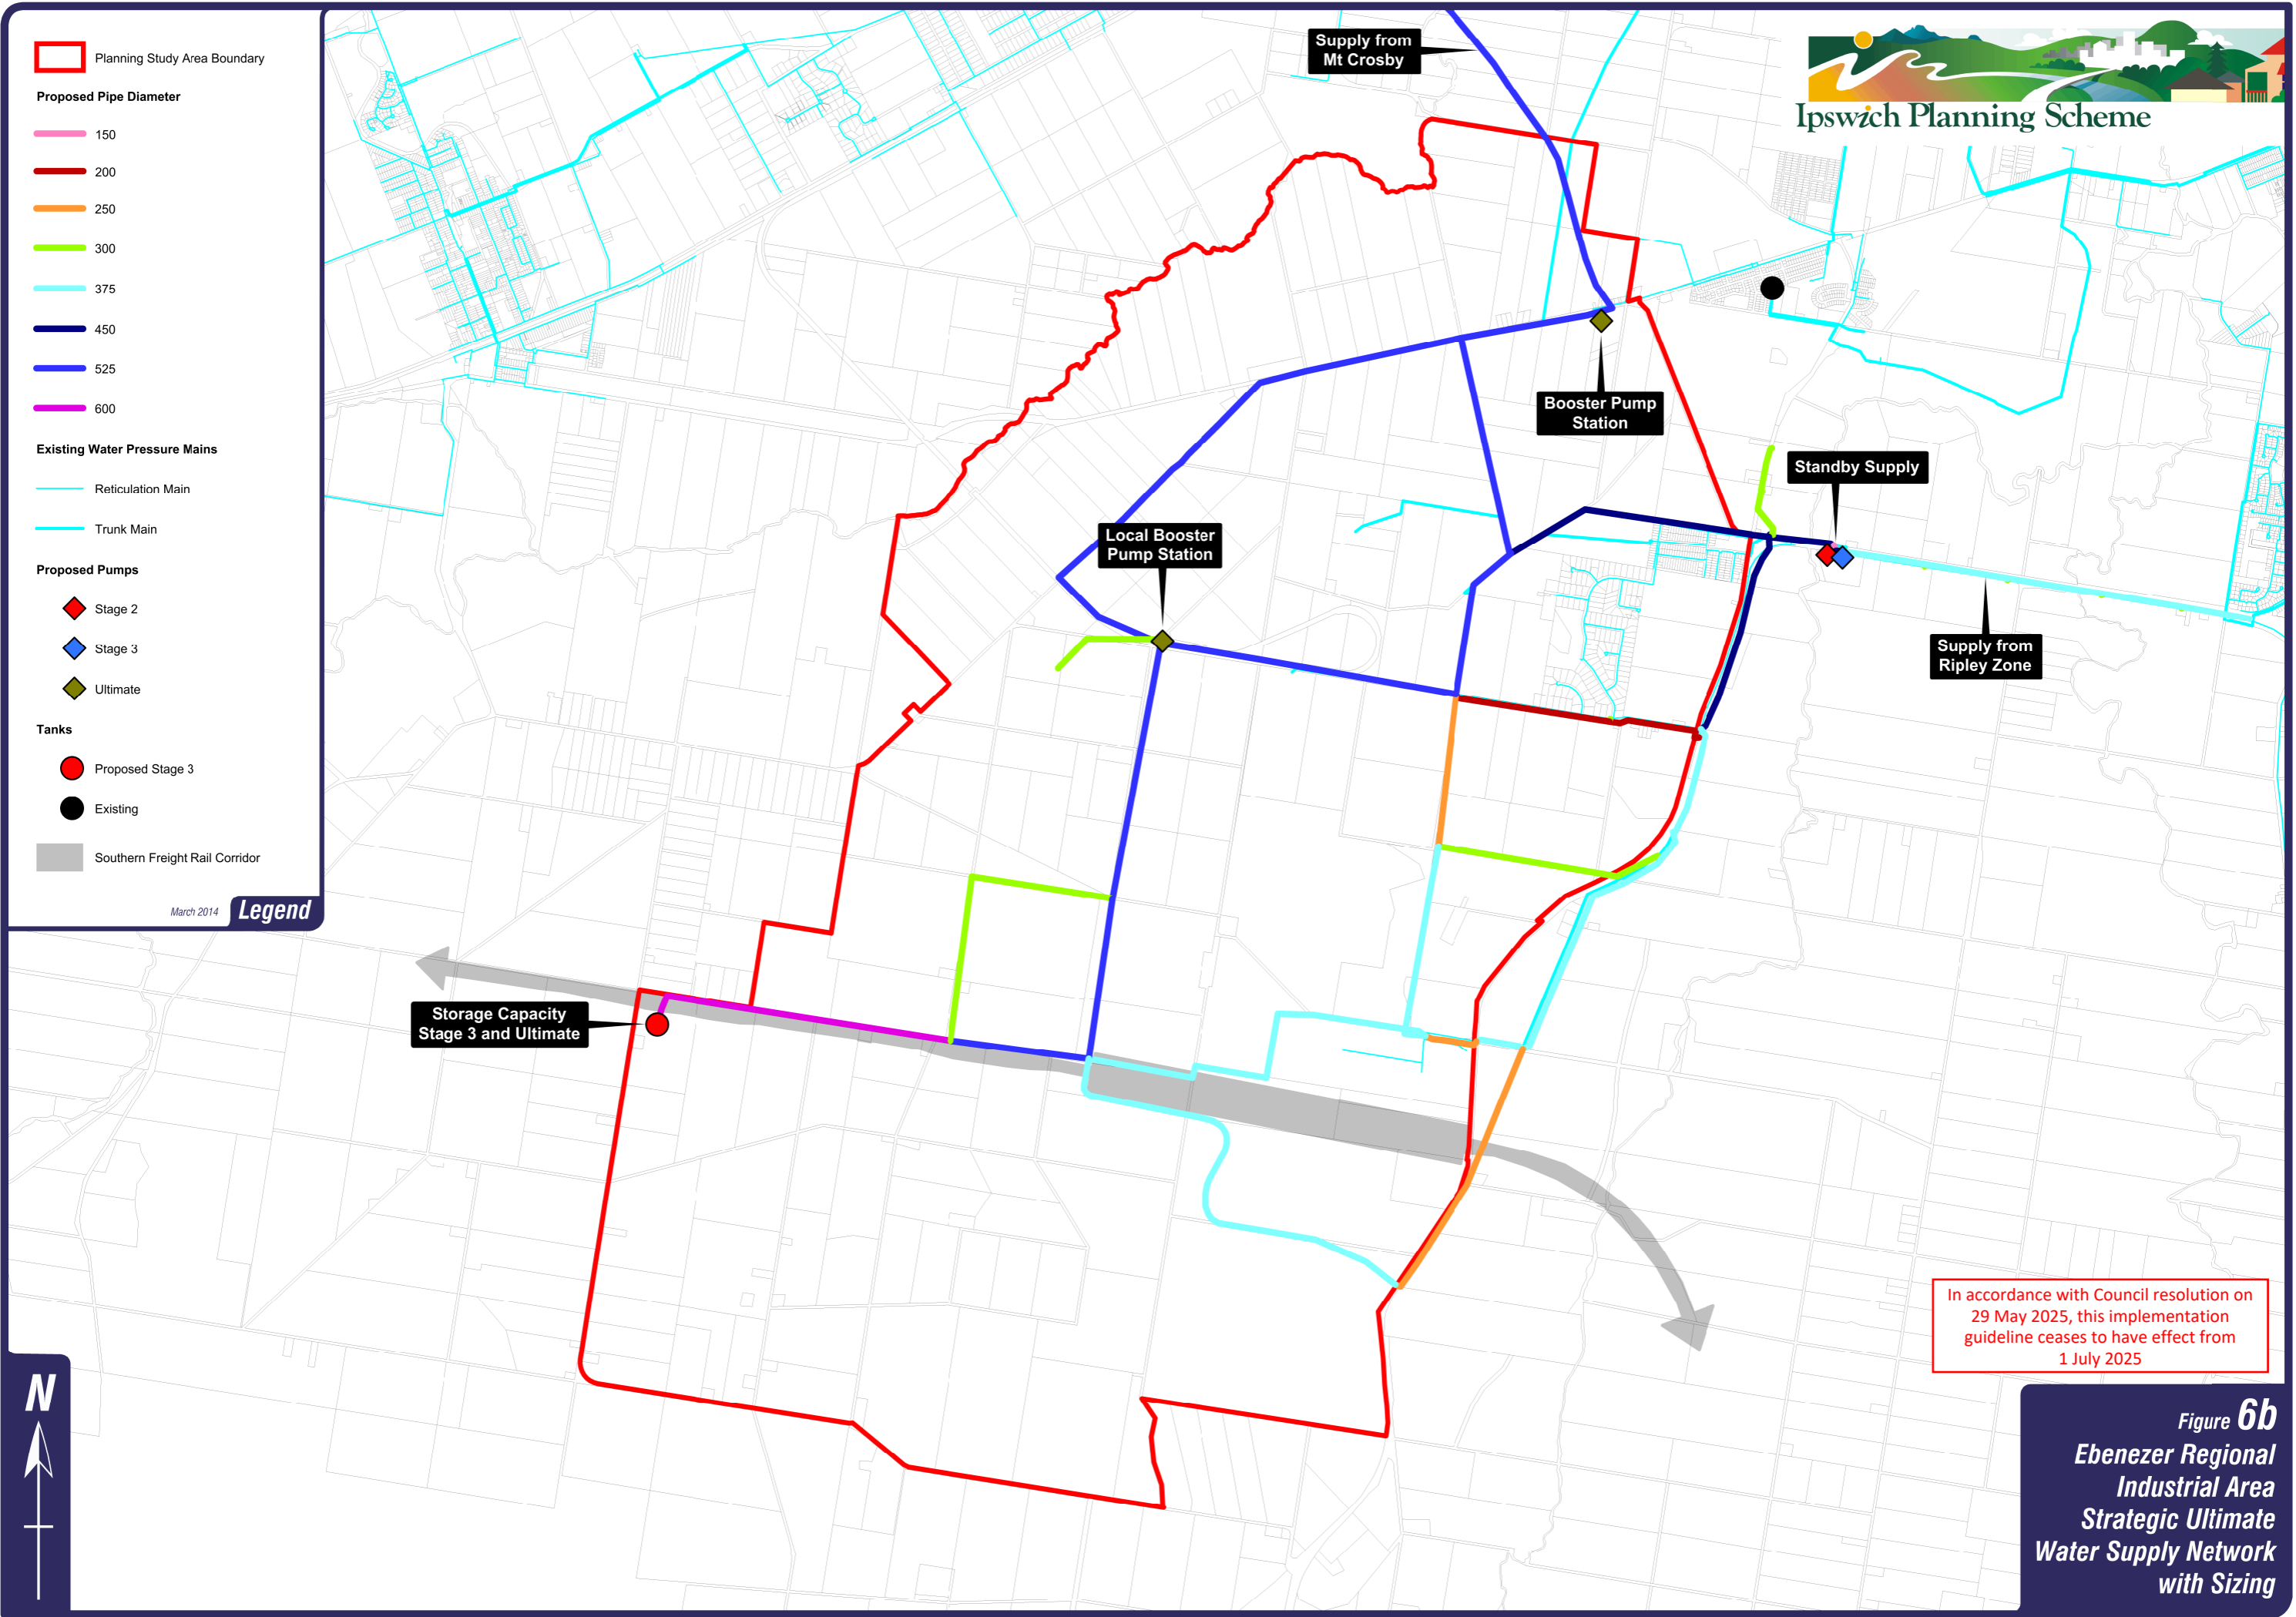 Planning Study Area Boundary
Proposed Pipe Diameter
150
200
250
300
375
450
525
600
Existing Water Pressure Mains
Reticulation Main
Trunk Main
Proposed Pumps
Stage 2
Stage 3
Ultimate
Tanks
Proposed Stage 3
Existing
Southern Freight Rail Corridor
March 2014
Legend
Supply from
Mt Crosby
Ipswich Planning Scheme
Booster Pump
Station
Standby Supply
Local Booster
Pump Station
Supply from
Ripley Zone
Storage Capacity
Stage 3 and Ultimate
In accordance with Council resolution on
29 May 2025, this implementation
guideline ceases to have effect from
1 July 2025
N
Figure 6b
Ebenezer Regional
Industrial Area
Strategic Ultimate
Water Supply Network
with Sizing